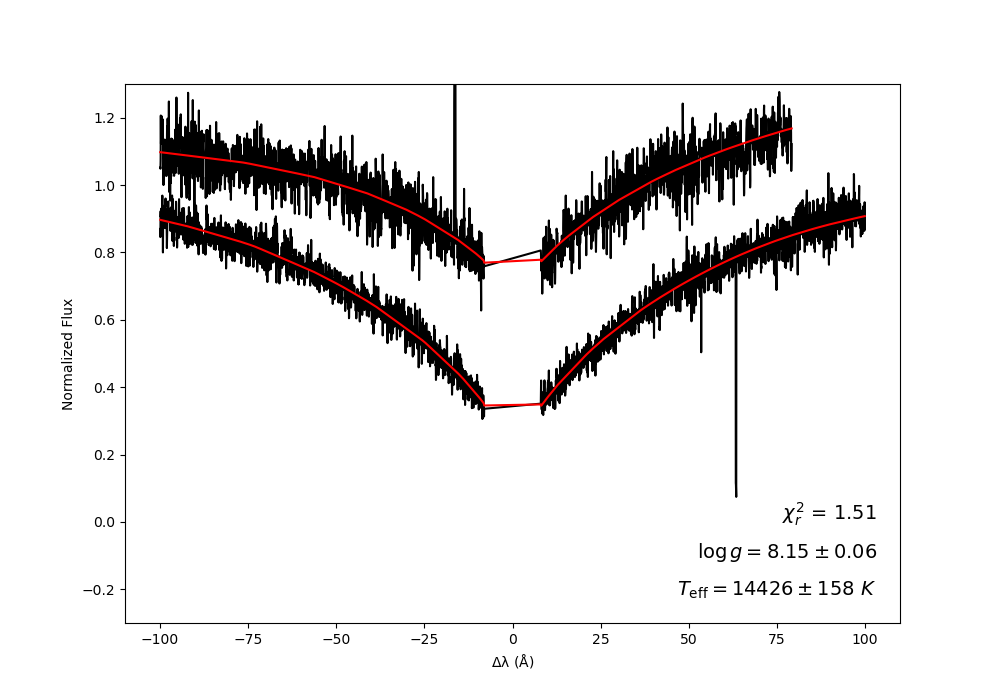 1.2
1.0
0.8
0.6
0.4
0.2
0.0
−0.2
Normalized Flux
χ²ᵣ = 1.51
log g = 8.15 ± 0.06
T_eff = 14426 ± 158 K
−100 −75 −50 −25 0 25 50 75 100
Δλ (Å)